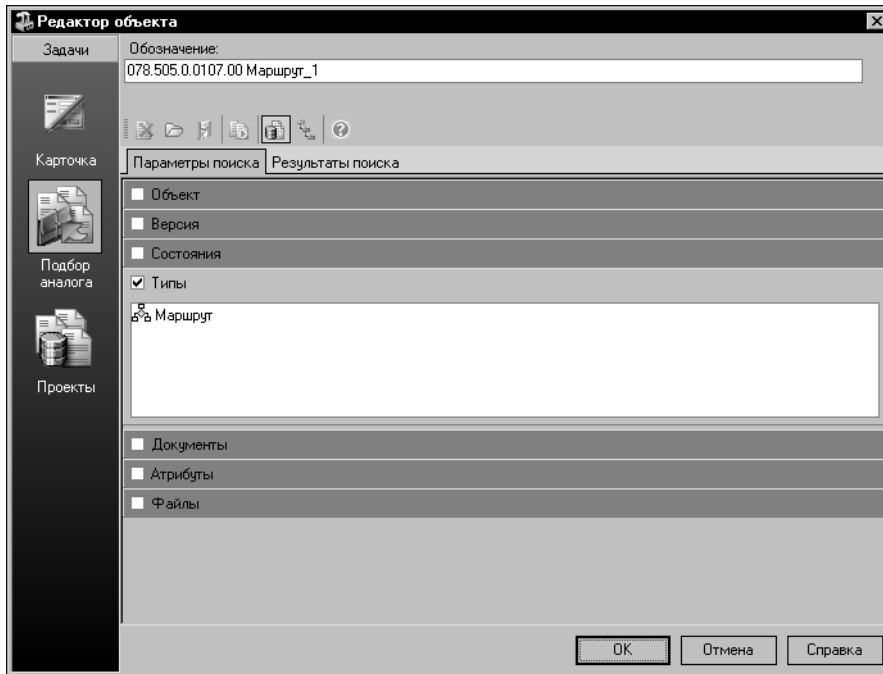 Редактор объекта
Задачи
Карточка
Подбор
аналога
Проекты
Обозначение:
078.505.0.0107.00 Маршрут_1
Параметры поиска Результаты поиска
Объект
Версия
Состояния
Типы
Маршрут
Документы
Атрибуты
Файлы
OK Отмена Справка